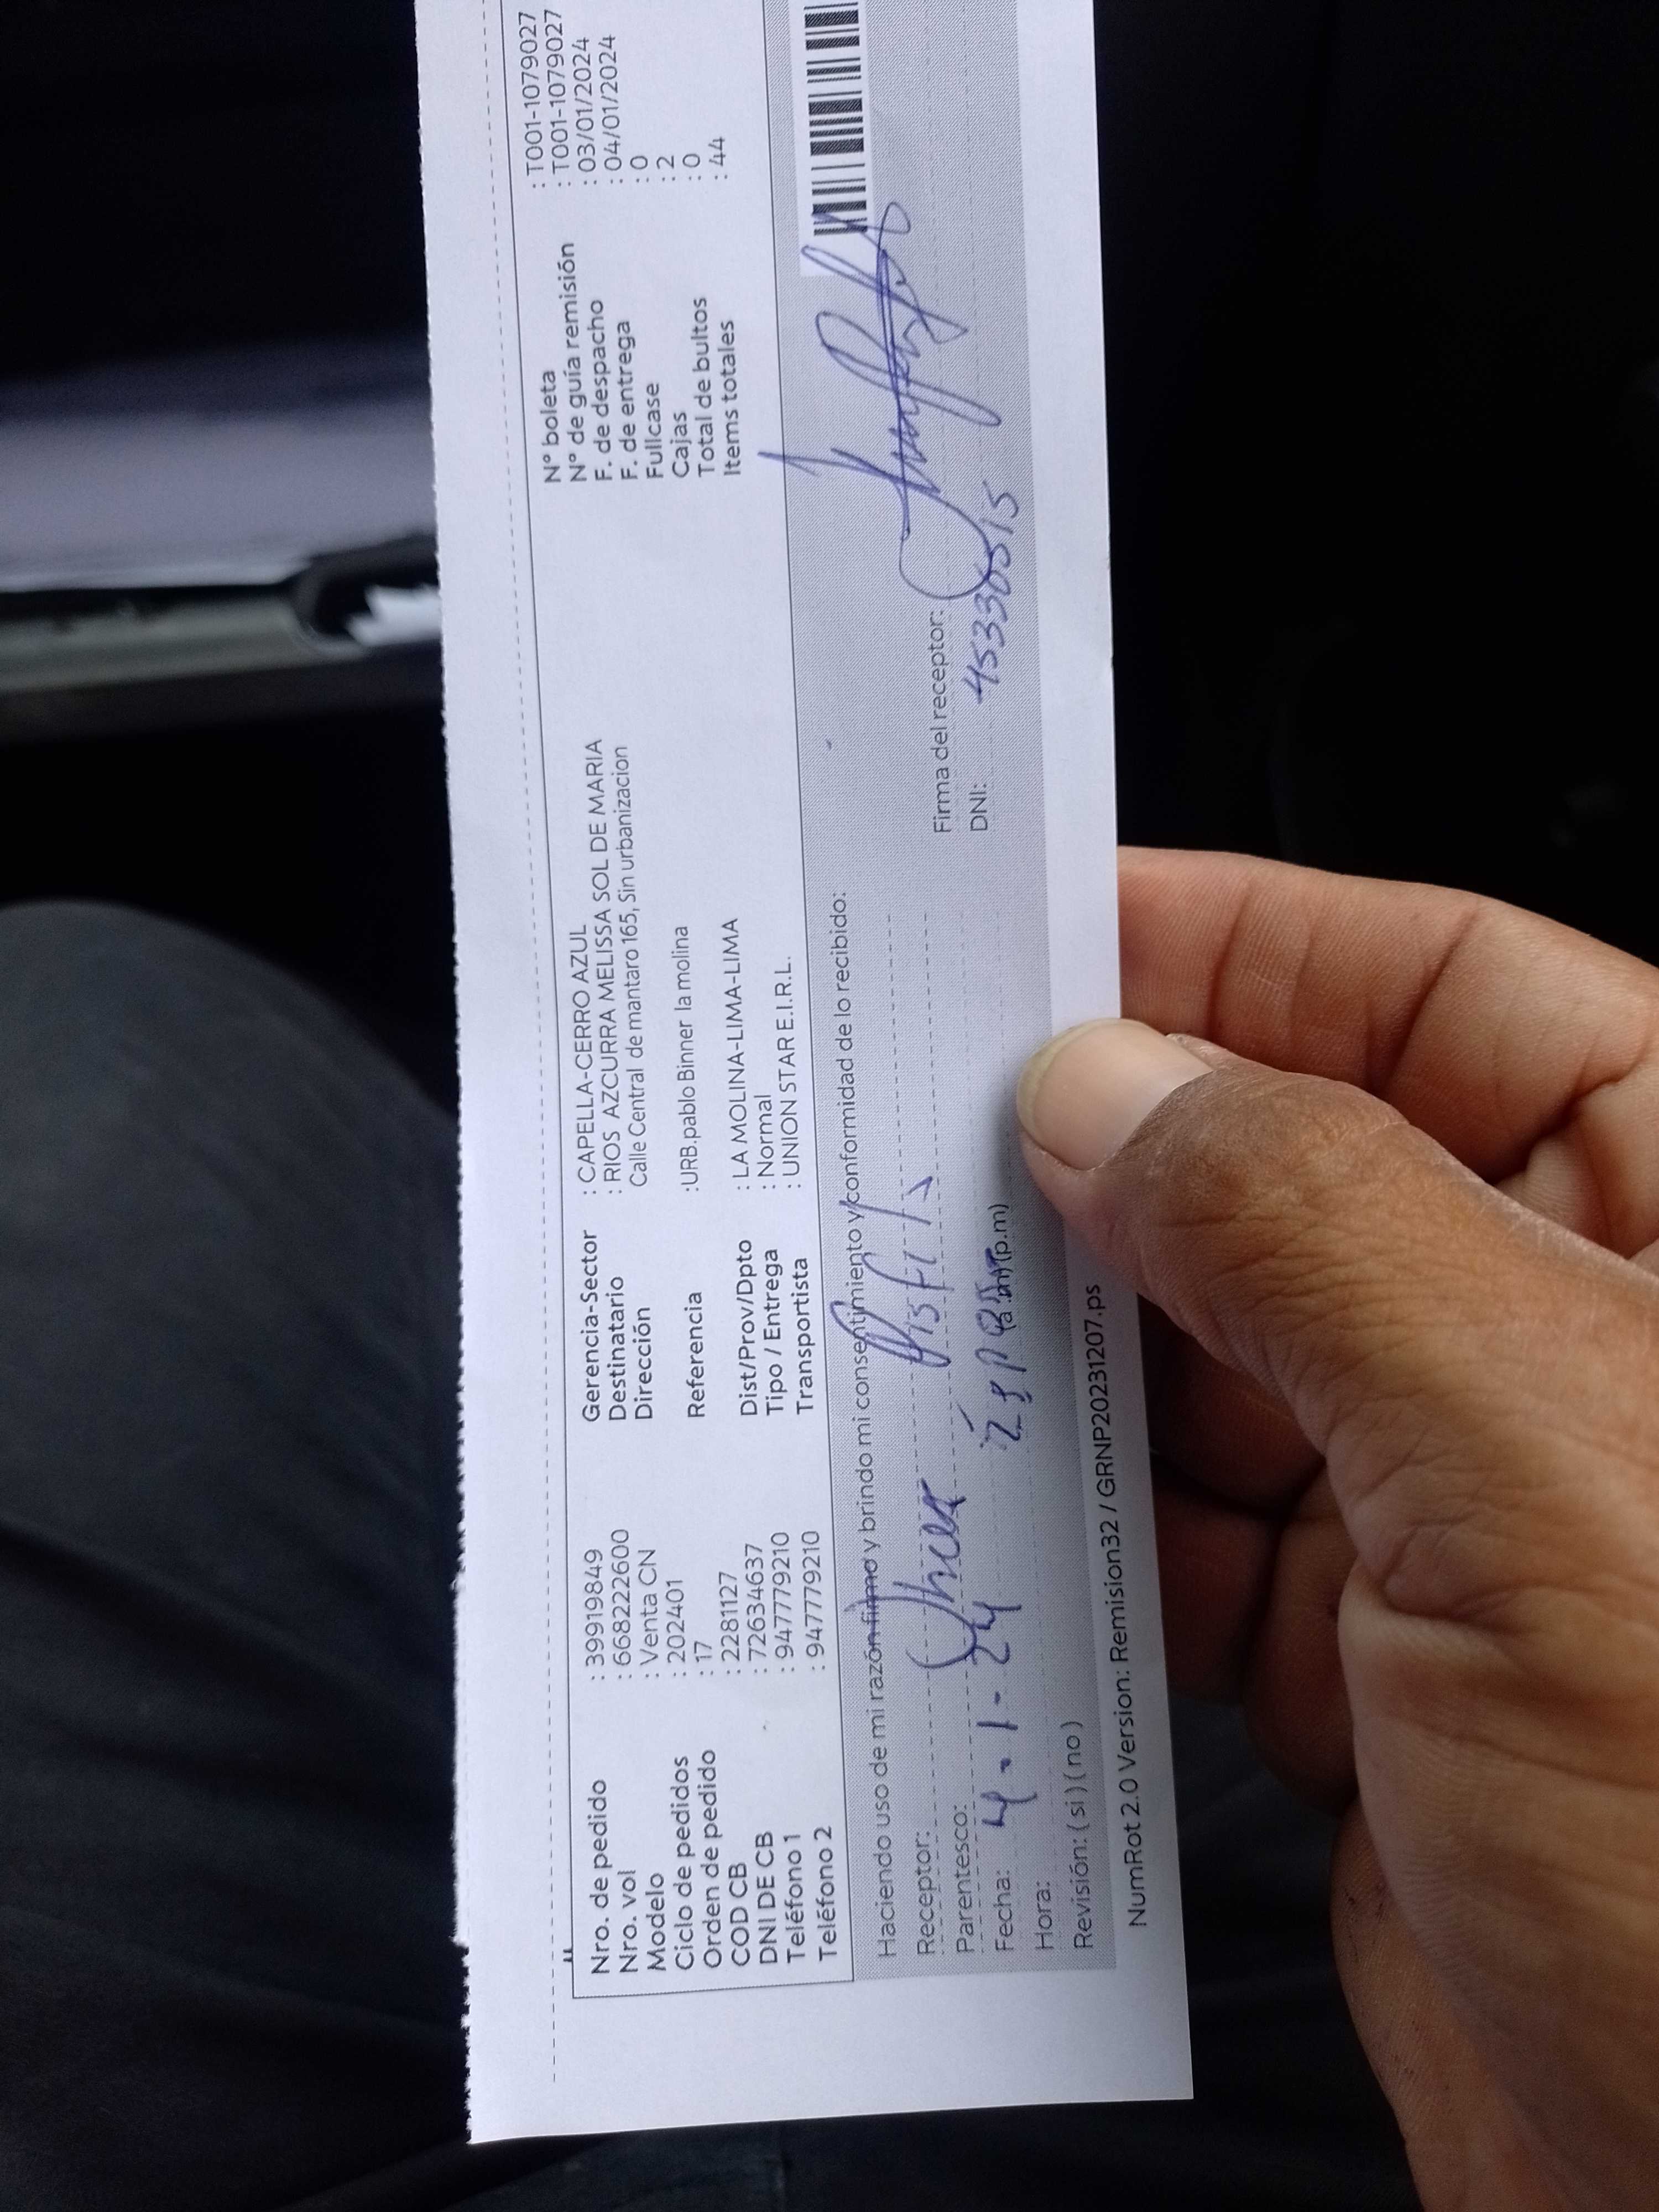 Nro. de pedido : 39919849
Nro. vol : 6682222600
Modelo : Venta CN
Ciclo de pedidos : 202401
Orden de pedido : 17
COD CB : 2281127
DNI DE CB : 72634637
Teléfono 1 : 947779210
Teléfono 2 : 947779210
Gerencia-Sector : CAPELLA-CERRO AZUL
Destinatario : RIOS AZCURRA MELISSA SOL DE MARIA
Dirección Calle Central de mantaro 165, Sin urbanizacion
Referencia :URB.pablo Binner la molina
Dist/Prov/Dpto : LA MOLINA-LIMA-LIMA
Tipo / Entrega : Normal
Transportista : UNION STAR E.I.R.L.
N° boleta : T001-1079027
N° de guía remisión : T001-1079027
F. de despacho : 03/01/2024
F. de entrega : 04/01/2024
Fullcase : 0
Cajas : 2
Total de bultos : 0
Items totales : 44
Haciendo uso de mi razón firmo y brindo mi consentimiento y conformidad de lo recibido:
Receptor:
Parentesco:
Fecha: 4.1.24
Hora: (a.m) (p.m)
Revisión: ( si ) ( no )
Firma del receptor:
DNI:
NumRot 2.0 Version: Remision32 / GRNP20231207.ps